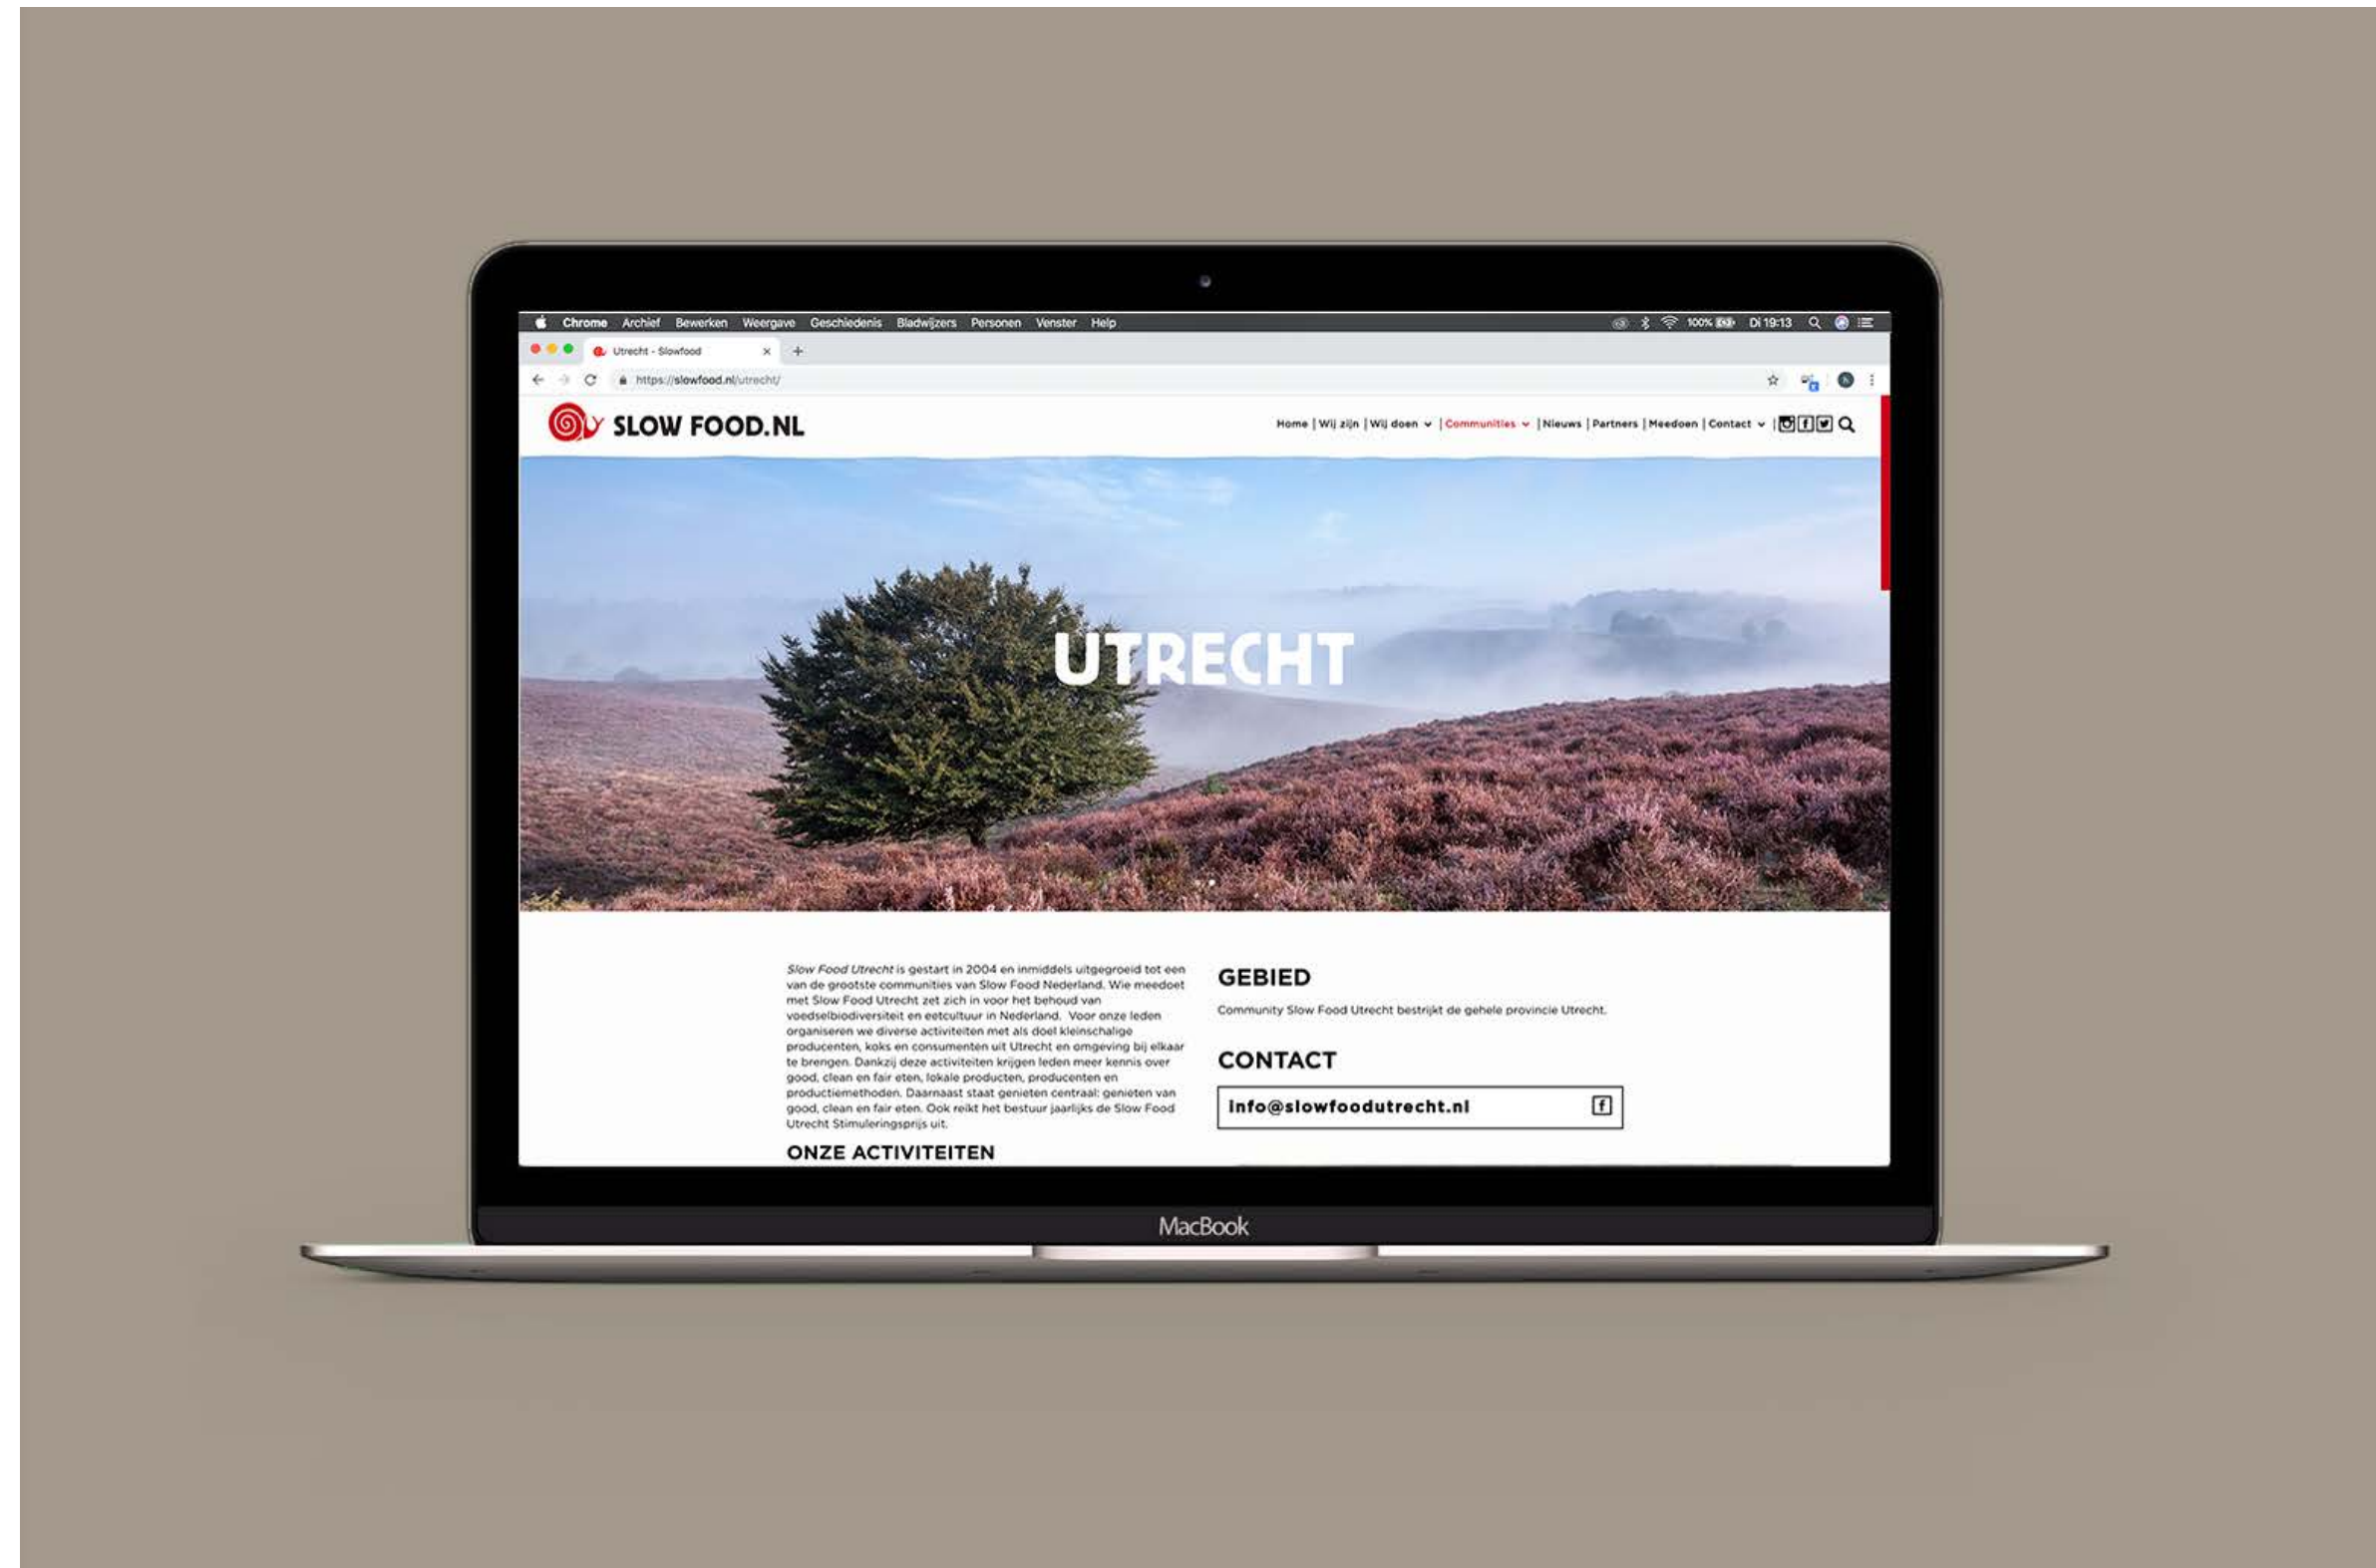 Chrome Archief Bewerken Weergave Geschiedenis Bladwijzers Personen Venster Help 100% Di 19:13
Utrecht - Slowfood
https://slowfood.nl/utrecht/
SLOW FOOD.NL
Home | Wij zijn | Wij doen | Communities | Nieuws | Partners | Meedoen | Contact |
UTRECHT
Slow Food Utrecht is gestart in 2004 en inmiddels uitgegroeid tot een
van de grootste communities van Slow Food Nederland. Wie meedoet
met Slow Food Utrecht zet zich in voor het behoud van
voedselbiodiversiteit en eetcultuur in Nederland. Voor onze leden
organiseren we diverse activiteiten met als doel kleinschalige
producenten, koks en consumenten uit Utrecht en omgeving bij elkaar
te brengen. Dankzij deze activiteiten krijgen leden meer kennis over
good, clean en fair eten, lokale producten, producenten en
productiemethoden. Daarnaast staat genieten centraal: genieten van
good, clean en fair eten. Ook reikt het bestuur jaarlijks de Slow Food
Utrecht Stimuleringsprijs uit.
ONZE ACTIVITEITEN
GEBIED
Community Slow Food Utrecht bestrijkt de gehele provincie Utrecht.
CONTACT
info@slowfoodutrecht.nl
MacBook